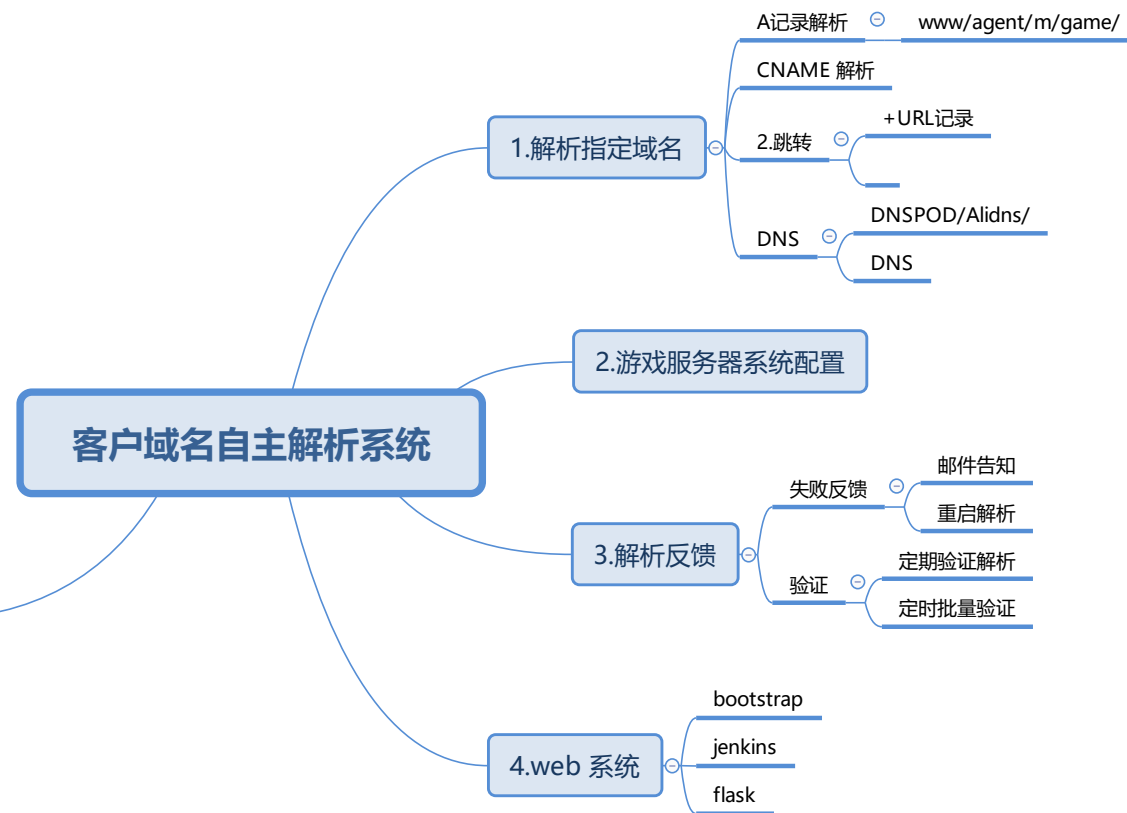 A记录解析
www/agent/m/game/
CNAME 解析
1.解析指定域名
2.跳转
+URL记录
DNS
DNSPOD/Alidns/
DNS
2.游戏服务器系统配置
客户域名自主解析系统
3.解析反馈
失败反馈
邮件告知
重启解析
验证
定期验证解析
定时批量验证
4.web 系统
bootstrap
jenkins
flask